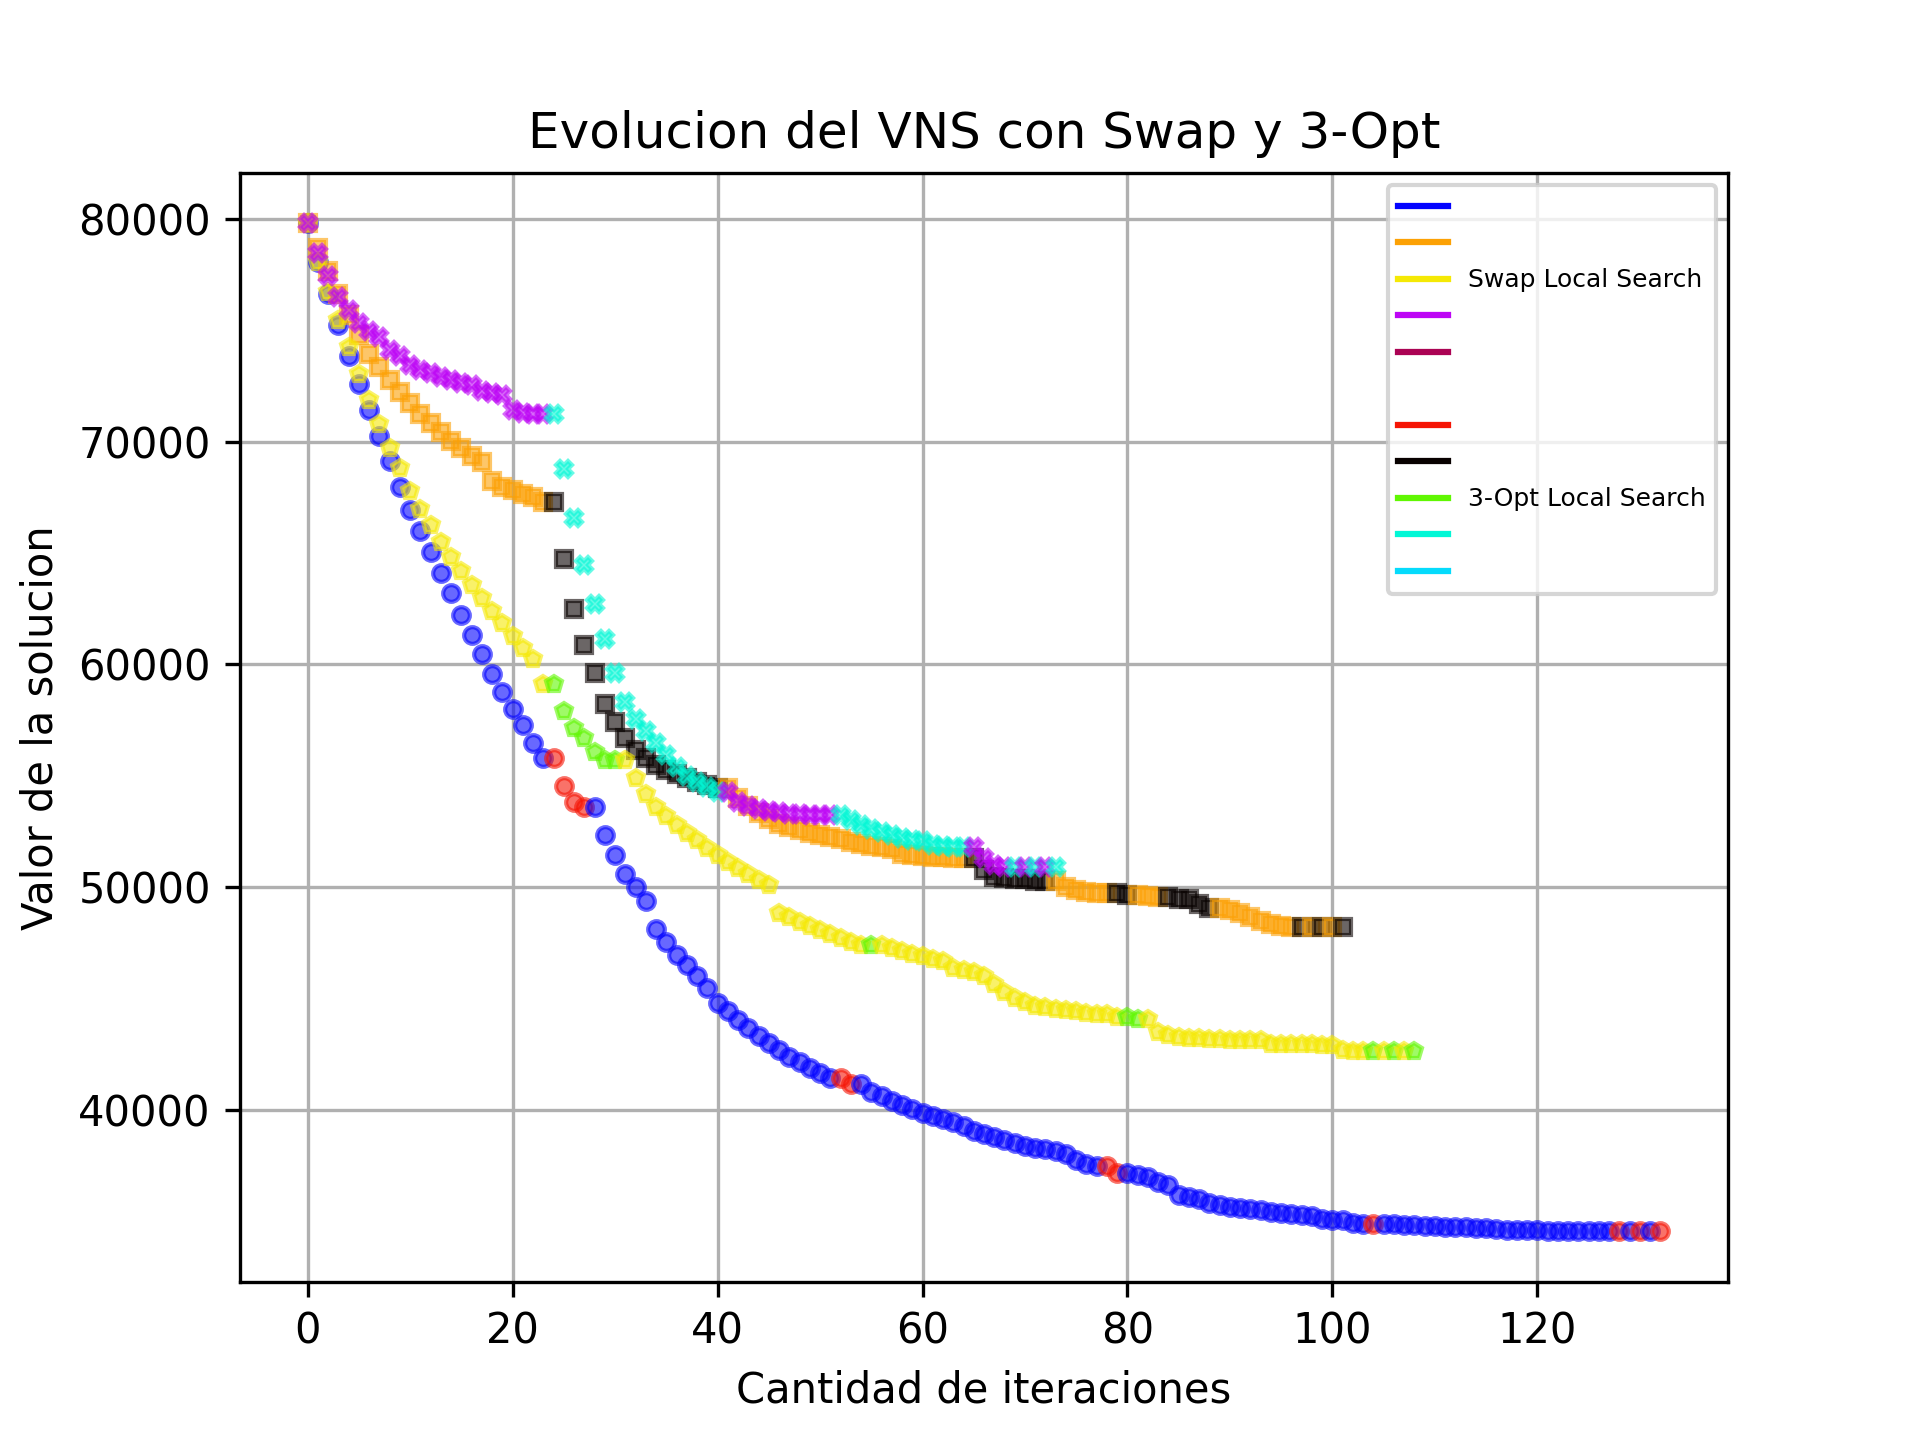 Evolucion del VNS con Swap y 3-Opt
Valor de la solucion
80000
70000
60000
50000
40000
Swap Local Search
3-Opt Local Search
0 20 40 60 80 100 120
Cantidad de iteraciones